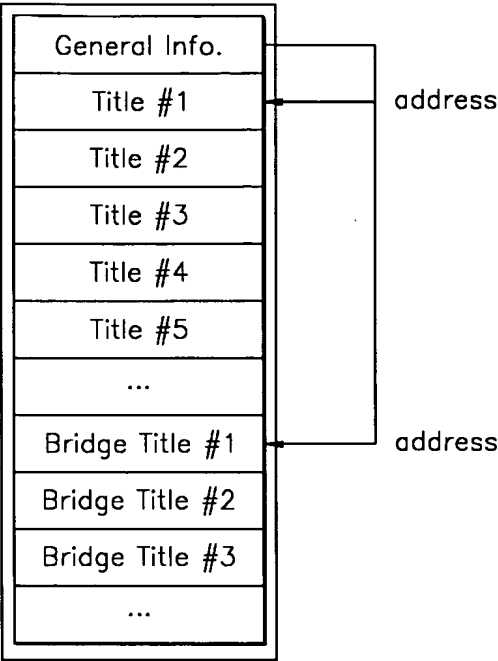 General Info.
Title #1
address
Title #2
Title #3
Title #4
Title #5
...
Bridge Title #1
address
Bridge Title #2
Bridge Title #3
...